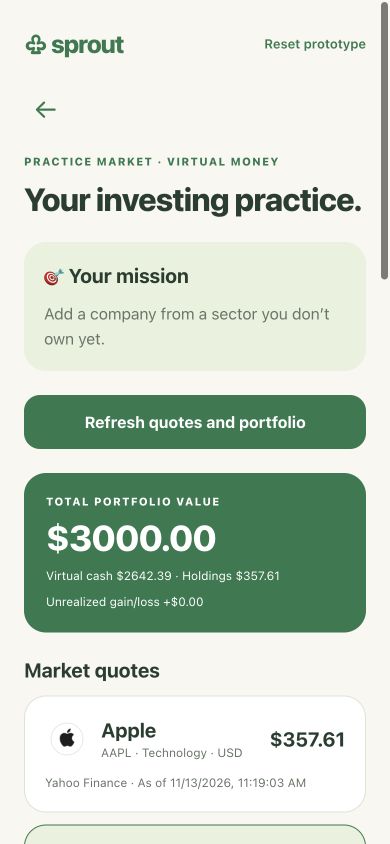 sprout
Reset prototype
PRACTICE MARKET · VIRTUAL MONEY
Your investing practice.
Your mission
Add a company from a sector you don’t
own yet.
Refresh quotes and portfolio
TOTAL PORTFOLIO VALUE
$3000.00
Virtual cash $2642.39 · Holdings $357.61
Unrealized gain/loss +$0.00
Market quotes
Apple
$357.61
AAPL · Technology · USD
Yahoo Finance · As of 11/13/2026, 11:19:03 AM